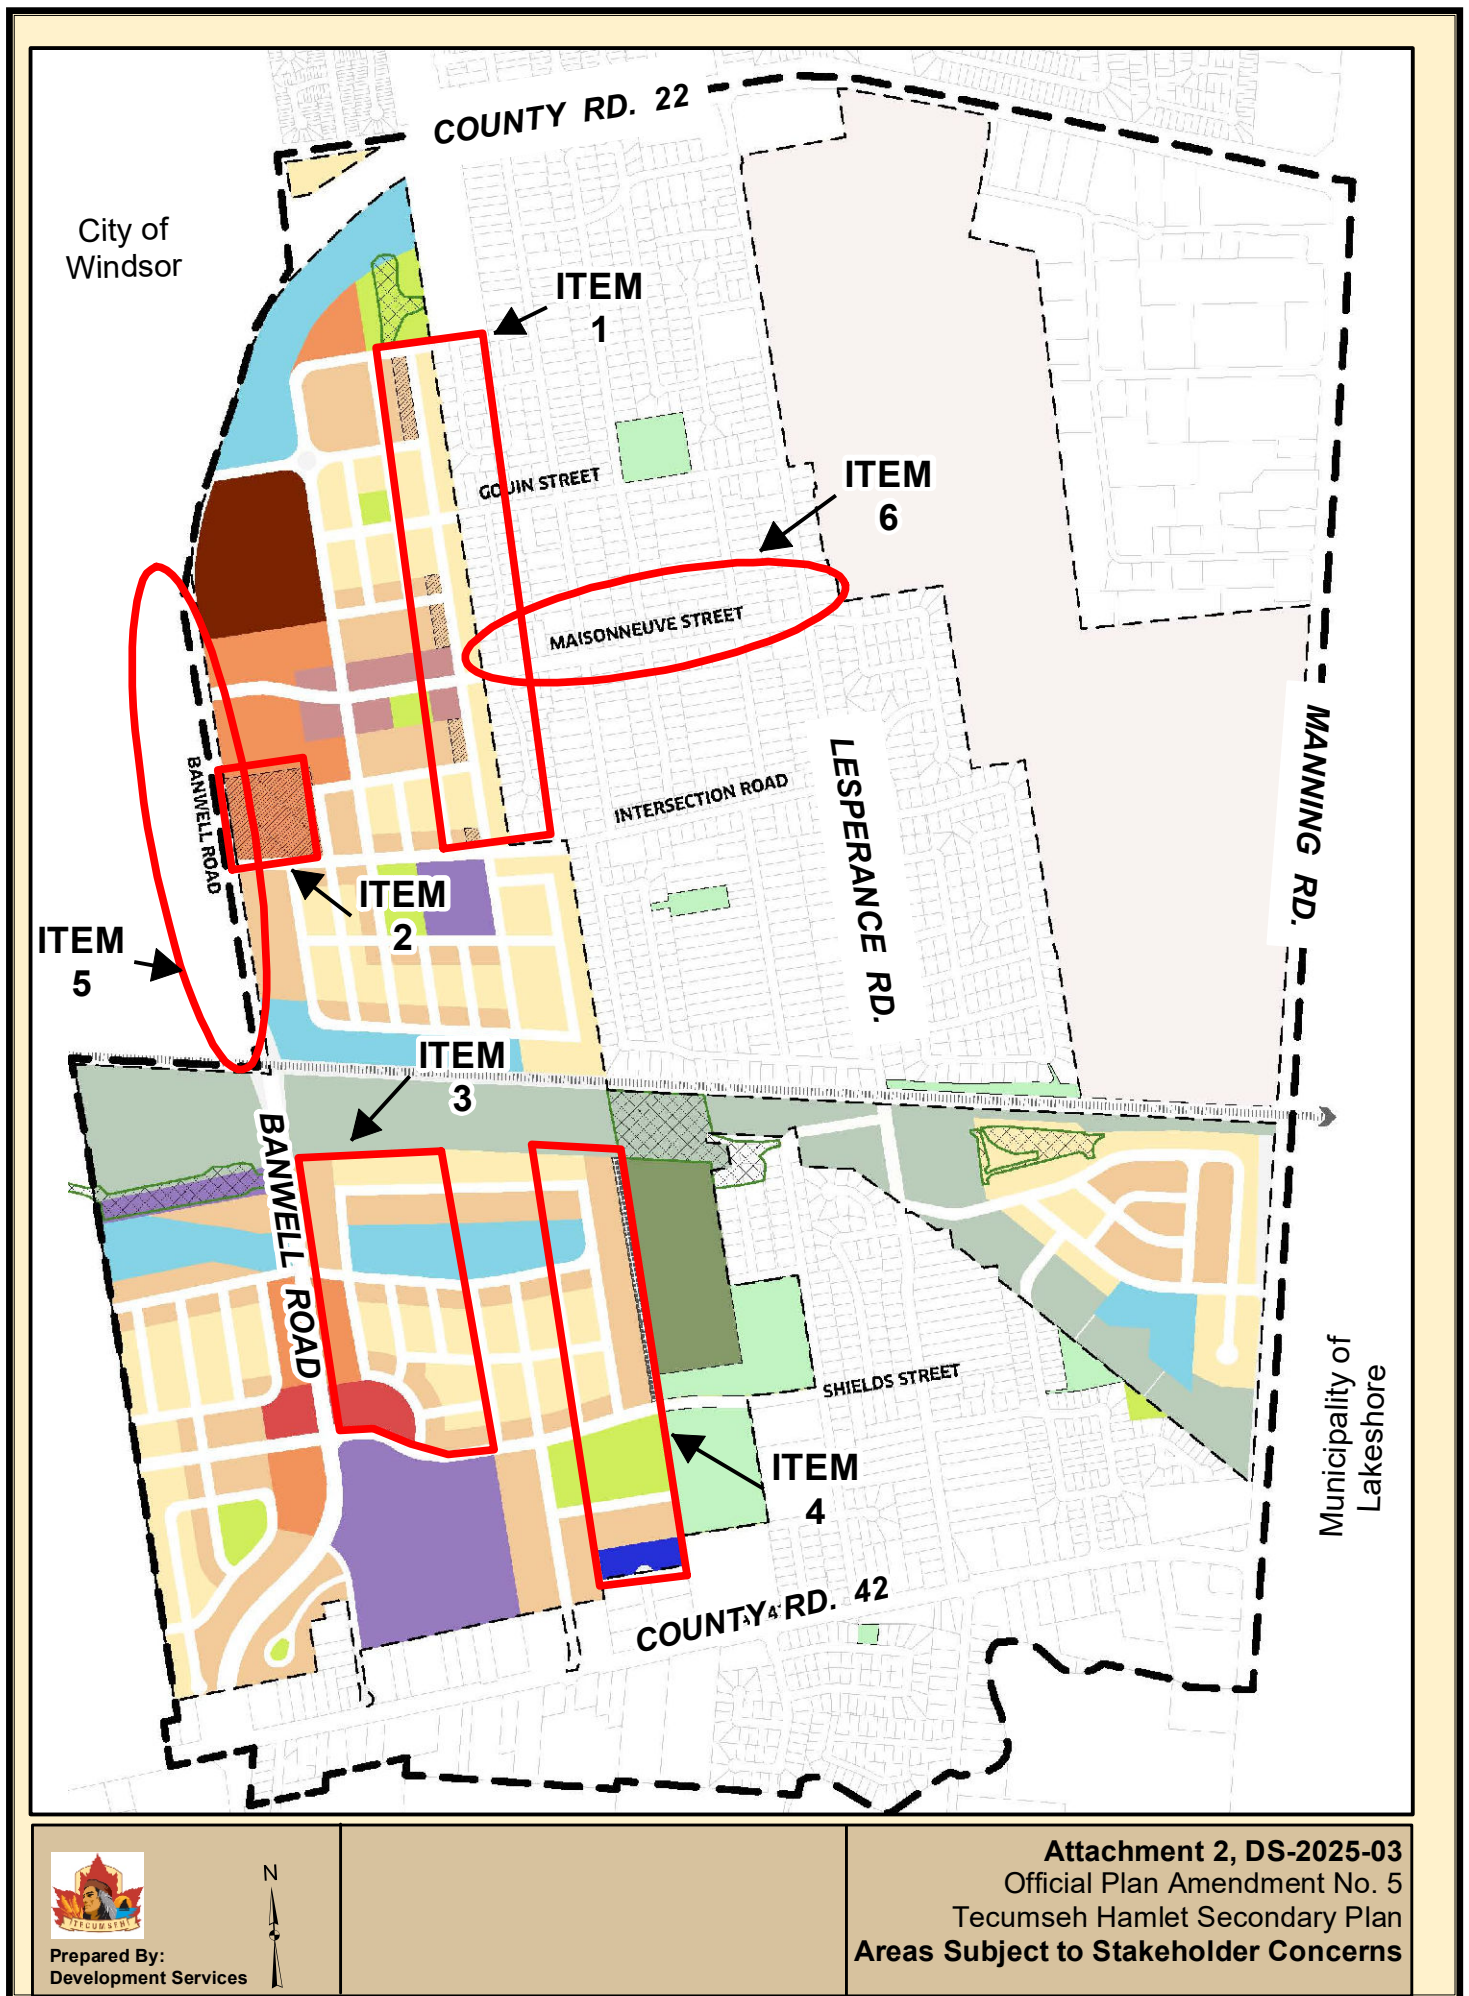 COUNTY RD. 22
City of
Windsor
ITEM
1
GOUIN STREET
ITEM
6
MAISONNEUVE STREET
MANNING RD.
LESPERANCE RD.
INTERSECTION ROAD
BANWELL ROAD
ITEM
2
ITEM
5
ITEM
3
BANWELL ROAD
SHIELDS STREET
Municipality of
Lakeshore
ITEM
4
COUNTY RD. 42
TECUMSEH
Prepared By:
Development Services
N
Attachment 2, DS-2025-03
Official Plan Amendment No. 5
Tecumseh Hamlet Secondary Plan
Areas Subject to Stakeholder Concerns